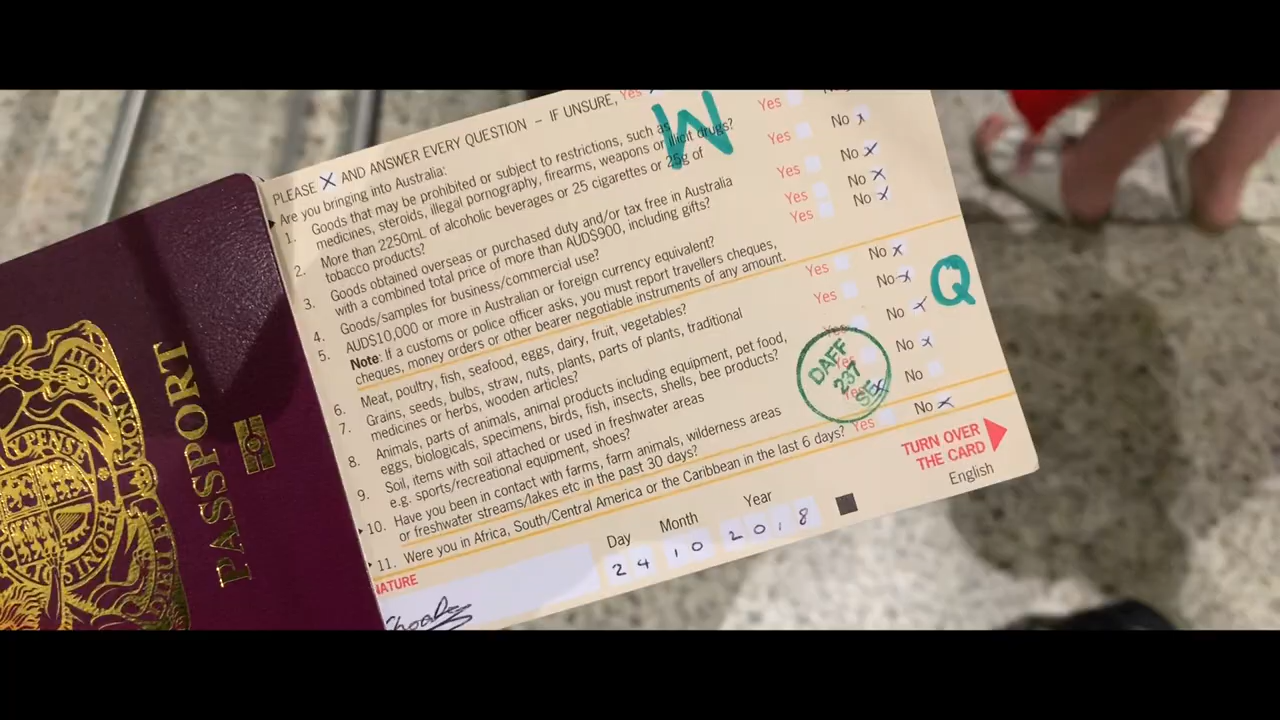 PLEASE X AND ANSWER EVERY QUESTION – IF UNSURE, Yes X
Are you bringing into Australia:
1. Goods that may be prohibited or subject to restrictions, such as
medicines, steroids, illegal pornography, firearms, weapons or illicit drugs?
Yes
2. More than 2250mL of alcoholic beverages or 25 cigarettes or 25g of
tobacco products?
Yes No X
3. Goods obtained overseas or purchased duty and/or tax free in Australia
with a combined total price of more than AUD$900, including gifts?
Yes No X
4. Goods/samples for business/commercial use?
Yes No X
5. AUD$10,000 or more in Australian or foreign currency equivalent?
Yes No X
Note: If a customs or police officer asks, you must report travellers cheques,
cheques, money orders or other bearer negotiable instruments of any amount.
6. Meat, poultry, fish, seafood, eggs, dairy, fruit, vegetables?
Yes No X
7. Grains, seeds, bulbs, straw, nuts, plants, parts of plants, traditional
medicines or herbs, wooden articles?
Yes No X
8. Animals, parts of animals, animal products including equipment, pet food,
eggs, biologicals, specimens, birds, fish, insects, shells, bee products?
Yes No X
9. Soil, items with soil attached or used in freshwater areas
e.g. sports/recreational equipment, shoes?
Yes No X
10. Have you been in contact with farms, farm animals, wilderness areas
or freshwater streams/lakes etc in the past 30 days?
Yes X No
11. Were you in Africa, South/Central America or the Caribbean in the last 6 days?
Yes No X
W
Q
DAFF
237
SE
TURN OVER
THE CARD
English
NATURE
Day Month Year
24 10 2018
PASSPORT